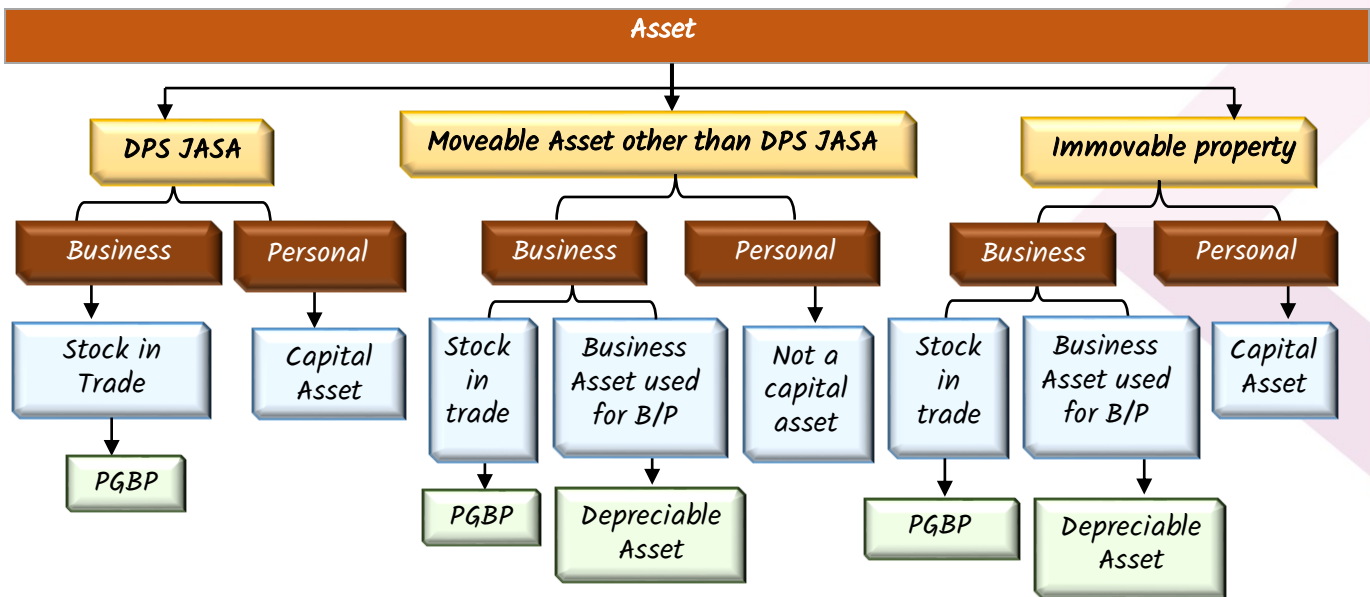 Asset
DPS JASA
Moveable Asset other than DPS JASA
Immovable property
Business
Personal
Business
Personal
Business
Personal
Stock in
Trade
Capital
Asset
Stock
in
trade
Business
Asset used
for B/P
Not a
capital
asset
Stock
in
trade
Business
Asset used
for B/P
Capital
Asset
PGBP
PGBP
Depreciable
Asset
PGBP
Depreciable
Asset